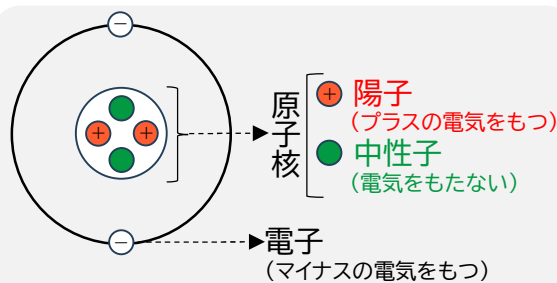 原子核
陽子
(プラスの電気をもつ)
中性子
(電気をもたない)
電子
(マイナスの電気をもつ)